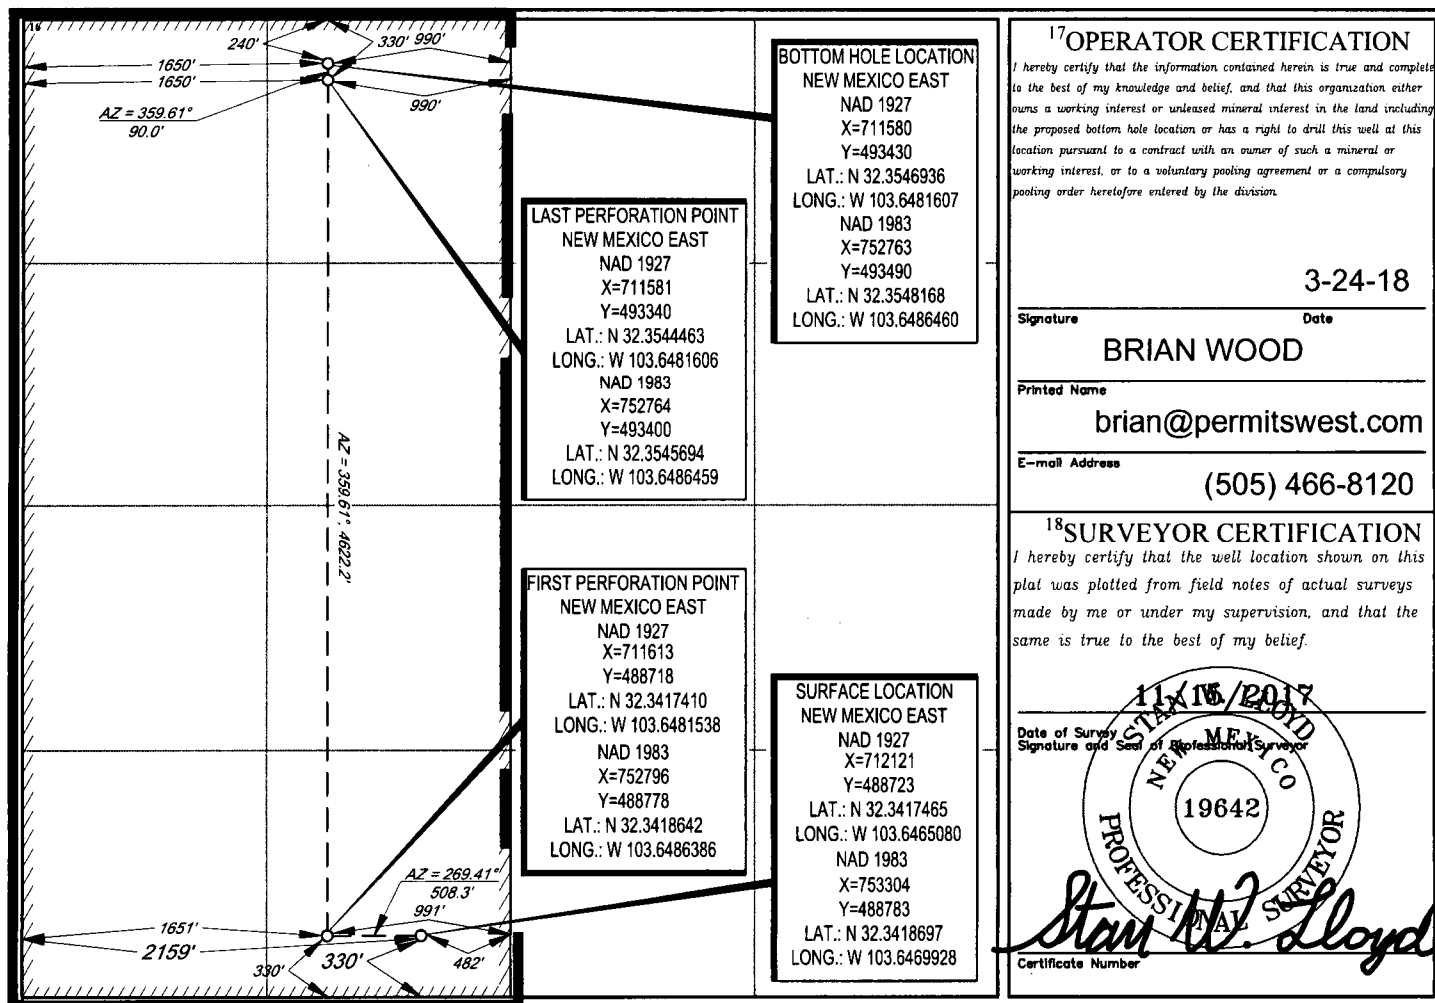 16
240'
330'
990'
1650'
1650'
990'
AZ = 359.61°
90.0'
AZ = 359.61°, 4622.2'
BOTTOM HOLE LOCATION
NEW MEXICO EAST
NAD 1927
X=711580
Y=493430
LAT.: N 32.3546936
LONG.: W 103.6481607
NAD 1983
X=752763
Y=493490
LAT.: N 32.3548168
LONG.: W 103.6486460
LAST PERFORATION POINT
NEW MEXICO EAST
NAD 1927
X=711581
Y=493340
LAT.: N 32.3544463
LONG.: W 103.6481606
NAD 1983
X=752764
Y=493400
LAT.: N 32.3545694
LONG.: W 103.6486459
FIRST PERFORATION POINT
NEW MEXICO EAST
NAD 1927
X=711613
Y=488718
LAT.: N 32.3417410
LONG.: W 103.6481538
NAD 1983
X=752796
Y=488778
LAT.: N 32.3418642
LONG.: W 103.6486386
SURFACE LOCATION
NEW MEXICO EAST
NAD 1927
X=712121
Y=488723
LAT.: N 32.3417465
LONG.: W 103.6465080
NAD 1983
X=753304
Y=488783
LAT.: N 32.3418697
LONG.: W 103.6469928
AZ = 269.41°
508.3'
991'
1651'
2159'
330'
330'
482'
17OPERATOR CERTIFICATION
I hereby certify that the information contained herein is true and complete
to the best of my knowledge and belief, and that this organization either
owns a working interest or unleased mineral interest in the land including
the proposed bottom hole location or has a right to drill this well at this
location pursuant to a contract with an owner of such a mineral or
working interest, or to a voluntary pooling agreement or a compulsory
pooling order heretofore entered by the division.
3-24-18
Signature Date
BRIAN WOOD
Printed Name
brian@permitswest.com
E-mail Address
(505) 466-8120
18SURVEYOR CERTIFICATION
I hereby certify that the well location shown on this
plat was plotted from field notes of actual surveys
made by me or under my supervision, and that the
same is true to the best of my belief.
11/16/2017
Date of Survey
Signature and Seal of Professional Surveyor
STAN W. LLOYD
NEW MEXICO
19642
PROFESSIONAL SURVEYOR
Stan W. Lloyd
Certificate Number